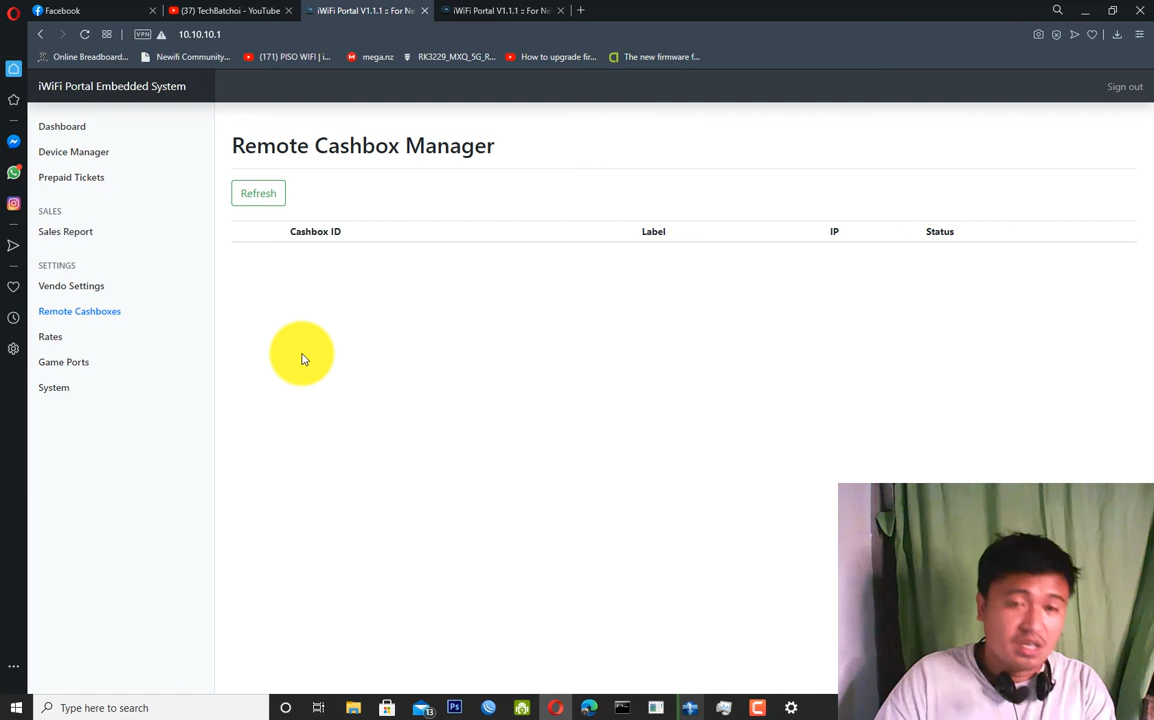 Facebook
(37) TechBatchoi - YouTube
iWiFi Portal V1.1.1 :: For Ne
iWiFi Portal V1.1.1 :: For Ne
VPN
10.10.10.1
Online Breadboard...
Newifi Community...
(171) PISO WIFI | i...
mega.nz
RK3229_MXQ_5G_R...
How to upgrade fir...
The new firmware f...
iWiFi Portal Embedded System
Sign out
Dashboard
Device Manager
Prepaid Tickets
SALES
Sales Report
SETTINGS
Vendo Settings
Remote Cashboxes
Rates
Game Ports
System
Remote Cashbox Manager
Refresh
Cashbox ID Label IP Status
Type here to search
13
Ps